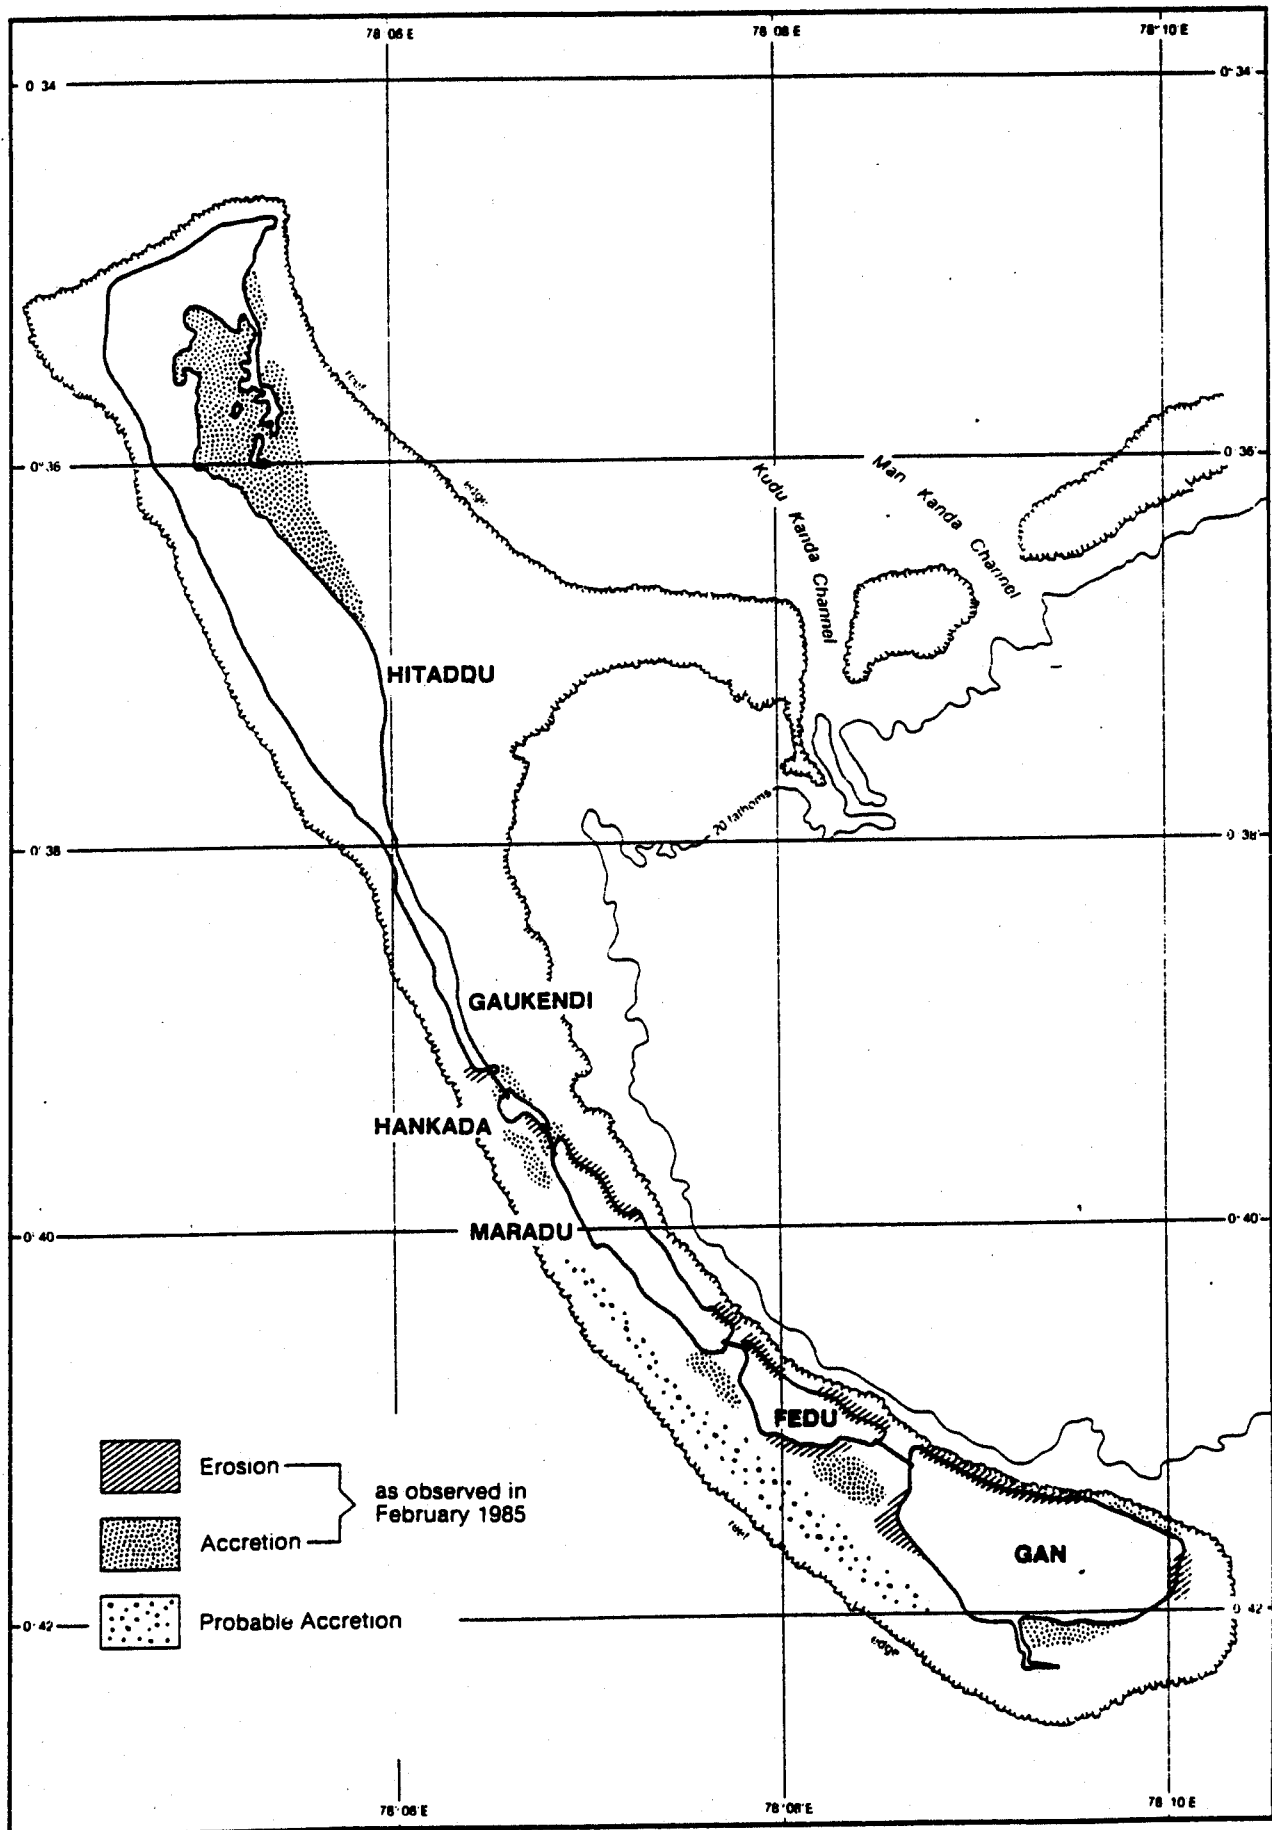 78°06'E
78°08'E
78°10'E
0 34
0°34'
reef
edge
0°36
0 36'
Kudu Kanda Channel
Man Kanda Channel
HITADDU
20 fathoms
0°38
0°38'
GAUKENDI
HANKADA
MARADU
0°40
0°40'
FEDU
Erosion
as observed in
February 1985
Accretion
reef
GAN
Probable Accretion
0°42
0°42
edge
78°06'E
78°08'E
78°10'E